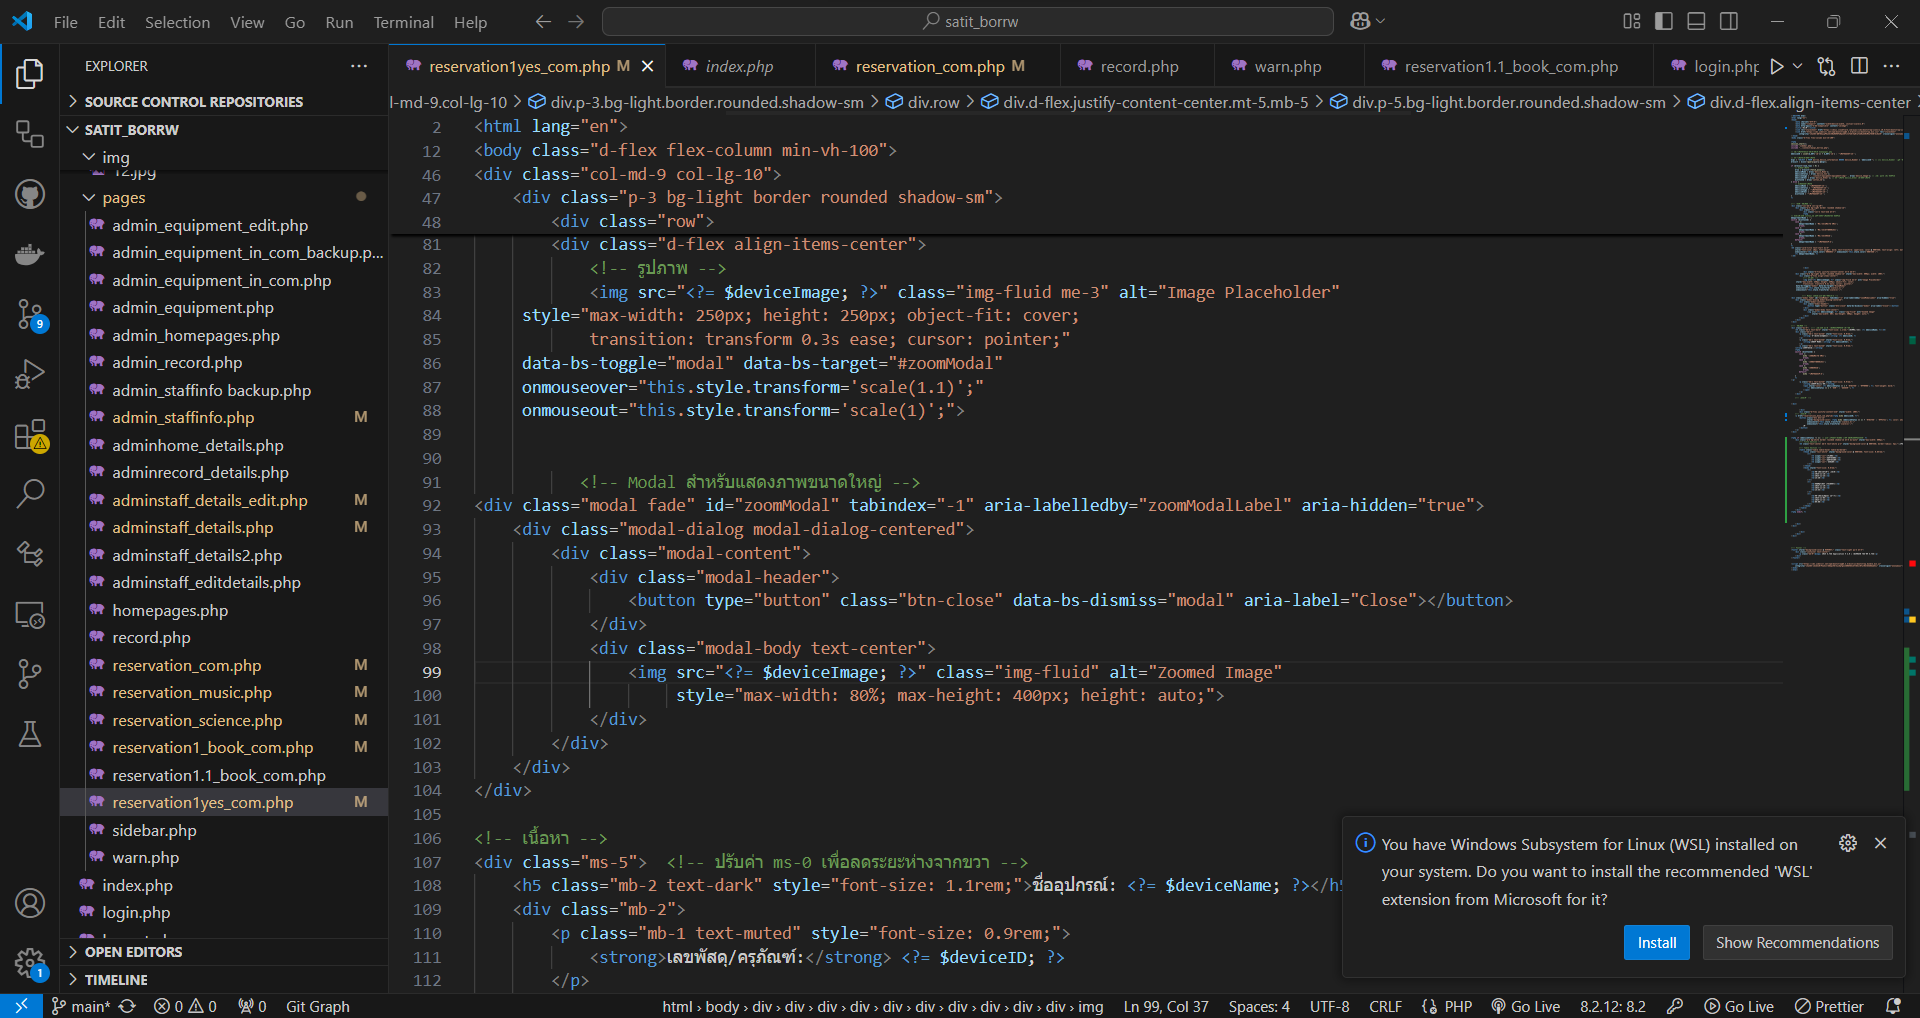 File Edit Selection View Go Run Terminal Help
satit_borrw
EXPLORER
SOURCE CONTROL REPOSITORIES
SATIT_BORRW
img
12.jpg
pages
admin_equipment_edit.php
admin_equipment_in_com_backup.p...
admin_equipment_in_com.php
admin_equipment.php
admin_homepages.php
admin_record.php
admin_staffinfo backup.php
admin_staffinfo.php M
adminhome_details.php
adminrecord_details.php
adminstaff_details_edit.php M
adminstaff_details.php M
adminstaff_details2.php
adminstaff_editdetails.php
homepages.php
record.php
reservation_com.php M
reservation_music.php M
reservation_science.php M
reservation1_book_com.php M
reservation1.1_book_com.php
reservation1yes_com.php M
sidebar.php
warn.php
index.php
login.php
OPEN EDITORS
TIMELINE
9
1
reservation1yes_com.php M index.php reservation_com.php M record.php warn.php reservation1.1_book_com.php login.php
l-md-9.col-lg-10 > div.p-3.bg-light.border.rounded.shadow-sm > div.row > div.d-flex.justify-content-center.mt-5.mb-5 > div.p-5.bg-light.border.rounded.shadow-sm > div.d-flex.align-items-center >
2 <html lang="en">
12 <body class="d-flex flex-column min-vh-100">
46 <div class="col-md-9 col-lg-10">
47 <div class="p-3 bg-light border rounded shadow-sm">
48 <div class="row">
81 <div class="d-flex align-items-center">
82 <!-- รูปภาพ -->
83 <img src="<?= $deviceImage; ?>" class="img-fluid me-3" alt="Image Placeholder"
84 style="max-width: 250px; height: 250px; object-fit: cover;
85 transition: transform 0.3s ease; cursor: pointer;"
86 data-bs-toggle="modal" data-bs-target="#zoomModal"
87 onmouseover="this.style.transform='scale(1.1)';"
88 onmouseout="this.style.transform='scale(1)';">
89
90
91 <!-- Modal สำหรับแสดงภาพขนาดใหญ่ -->
92 <div class="modal fade" id="zoomModal" tabindex="-1" aria-labelledby="zoomModalLabel" aria-hidden="true">
93 <div class="modal-dialog modal-dialog-centered">
94 <div class="modal-content">
95 <div class="modal-header">
96 <button type="button" class="btn-close" data-bs-dismiss="modal" aria-label="Close"></button>
97 </div>
98 <div class="modal-body text-center">
99 <img src="<?= $deviceImage; ?>" class="img-fluid" alt="Zoomed Image"
100 style="max-width: 80%; max-height: 400px; height: auto;">
101 </div>
102 </div>
103 </div>
104 </div>
105
106 <!-- เนื้อหา -->
107 <div class="ms-5"> <!-- ปรับค่า ms-0 เพื่อลดระยะห่างจากขวา -->
108 <h5 class="mb-2 text-dark" style="font-size: 1.1rem;">ชื่ออุปกรณ์: <?= $deviceName; ?></h5
109 <div class="mb-2">
110 <p class="mb-1 text-muted" style="font-size: 0.9rem;">
111 <strong>เลขพัสดุ/ครุภัณฑ์:</strong> <?= $deviceID; ?>
112 </p>
You have Windows Subsystem for Linux (WSL) installed on
your system. Do you want to install the recommended 'WSL'
extension from Microsoft for it?
Install Show Recommendations
main* 0 0 0 Git Graph html › body › div › div › div › div › div › div › div › div › div › div › img Ln 99, Col 37 Spaces: 4 UTF-8 CRLF PHP Go Live 8.2.12: 8.2 Go Live Prettier